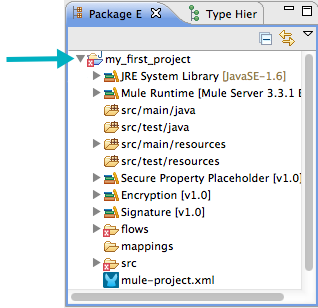 Package E
Type Hier
my_first_project
JRE System Library [JavaSE-1.6]
Mule Runtime [Mule Server 3.3.1 E
src/main/java
src/test/java
src/main/resources
src/test/resources
Secure Property Placeholder [v1.0]
Encryption [v1.0]
Signature [v1.0]
flows
mappings
src
mule-project.xml